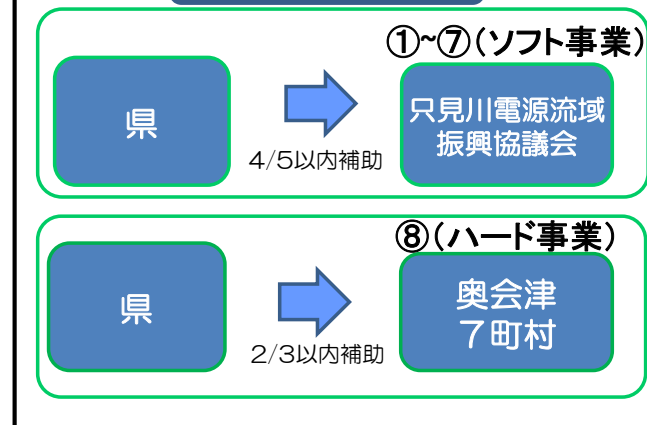 ①~⑦(ソフト事業)
県
4/5以内補助
只見川電源流域
振興協議会
⑧(ハード事業)
県
2/3以内補助
奥会津
７町村